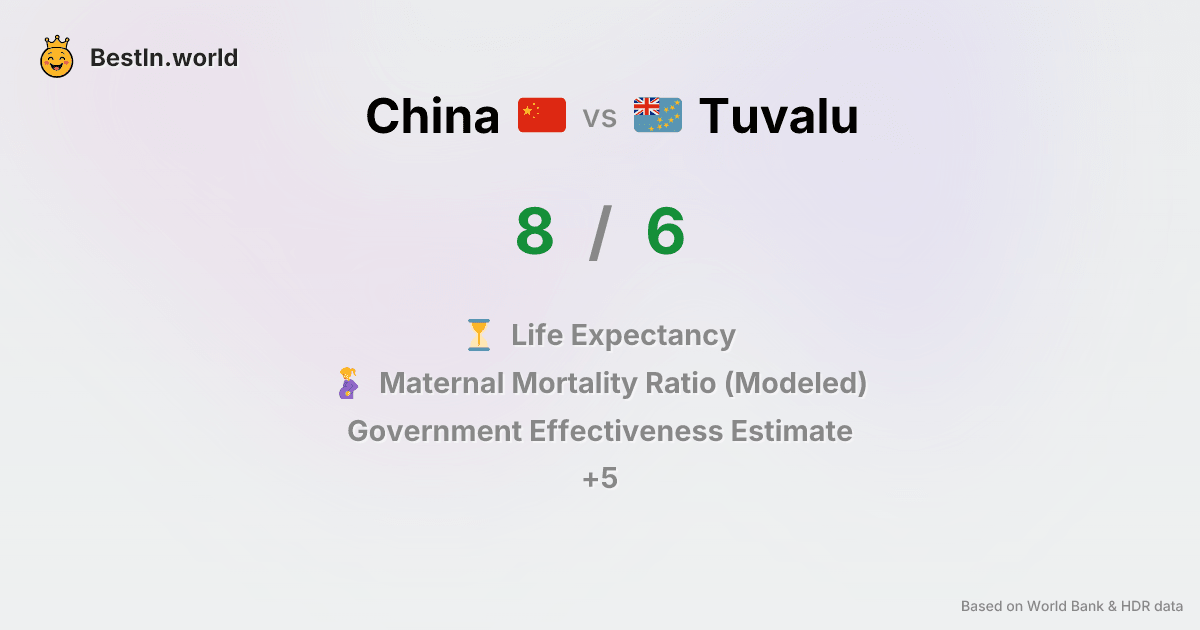 BestIn.world
China vs Tuvalu
8 / 6
Life Expectancy
Maternal Mortality Ratio (Modeled)
Government Effectiveness Estimate
+5
Based on World Bank & HDR data